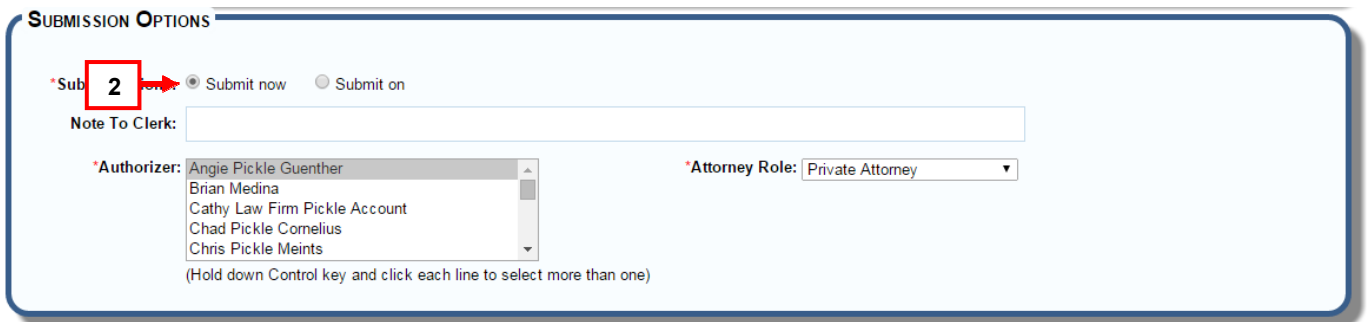 SUBMISSION OPTIONS
*Sub 2 Submit now Submit on
Note To Clerk:
*Authorizer: Angie Pickle Guenther *Attorney Role: Private Attorney
Brian Medina
Cathy Law Firm Pickle Account
Chad Pickle Cornelius
Chris Pickle Meints
(Hold down Control key and click each line to select more than one)